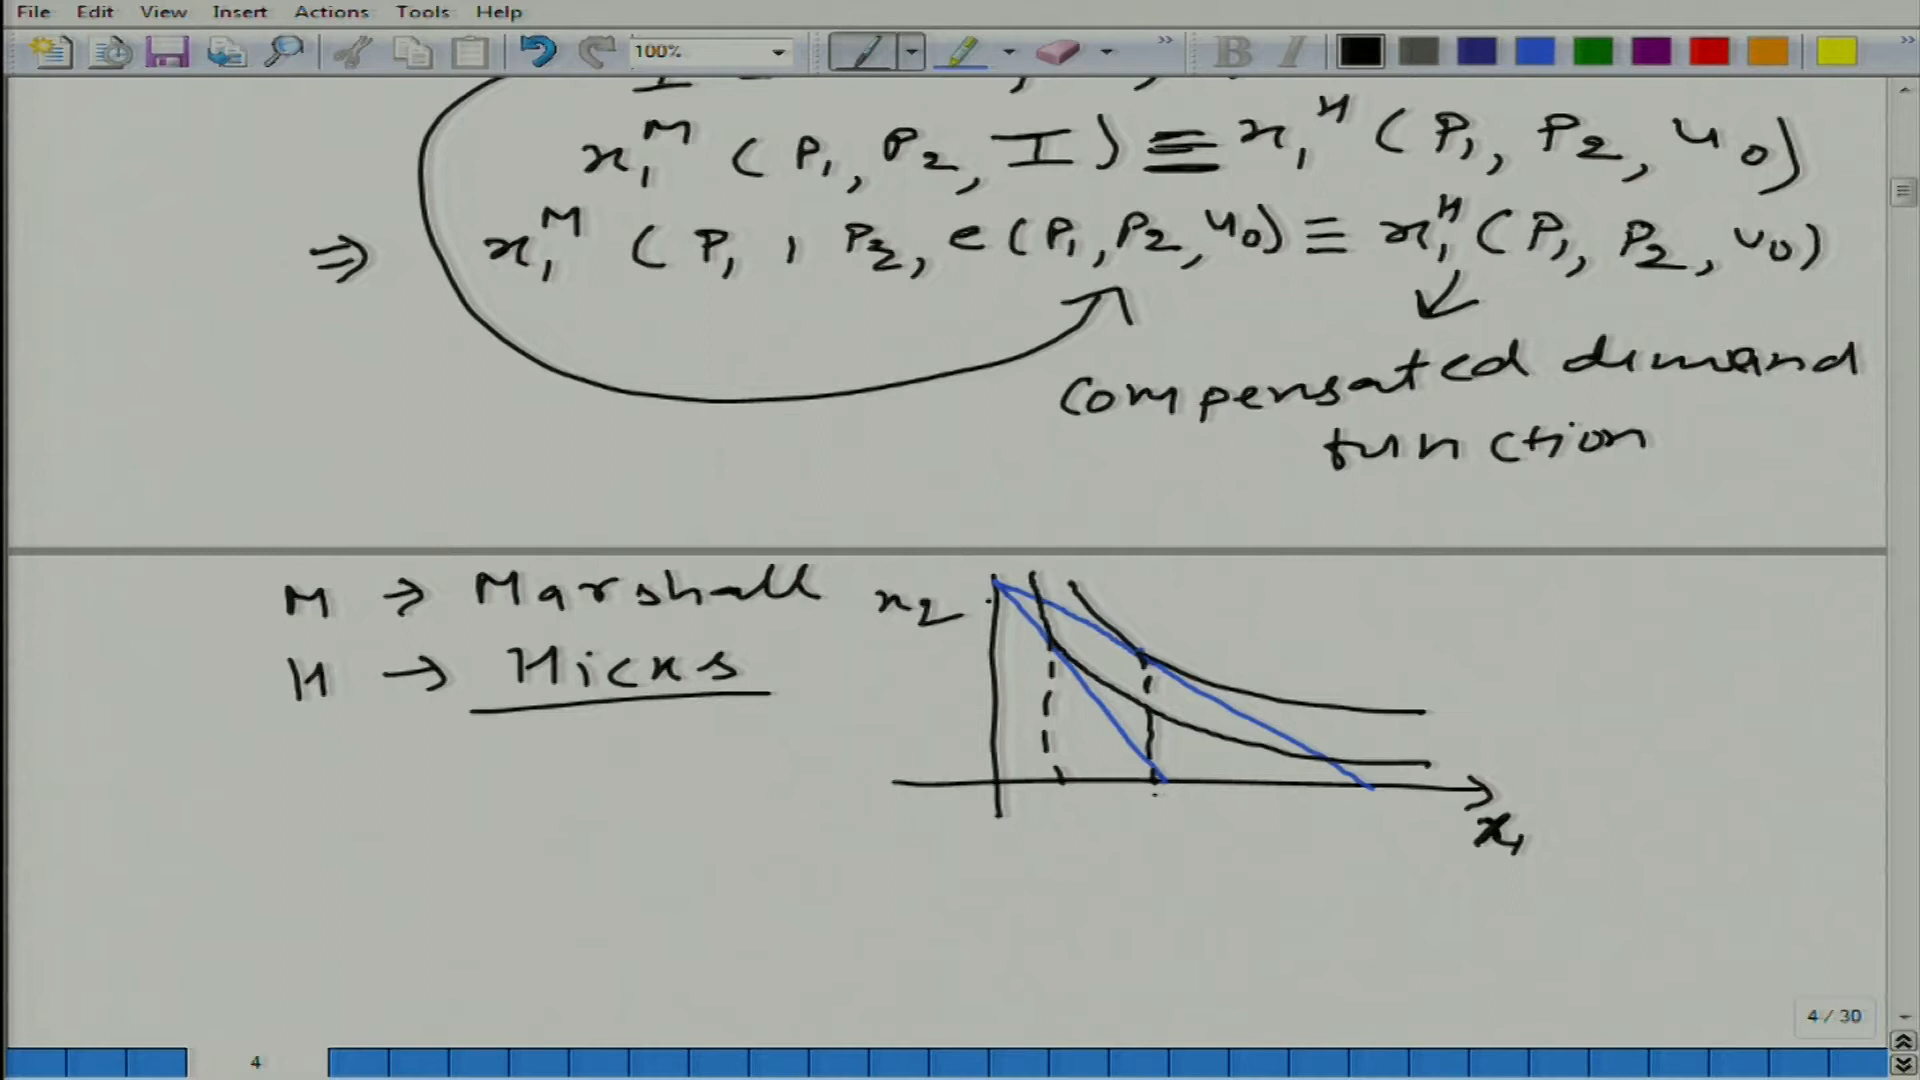 File Edit View Insert Actions Tools Help
100%
x₁ᴹ (P₁, P₂, I) ≡ x₁ᴴ (P₁, P₂, u₀)
⇒ x₁ᴹ (P₁, P₂, e(P₁, P₂, u₀) ≡ x₁ᴴ (P₁, P₂, u₀)
Compensated demand
function
M → Marshall
H → Hicks
x₂
x₁
4 / 30
4